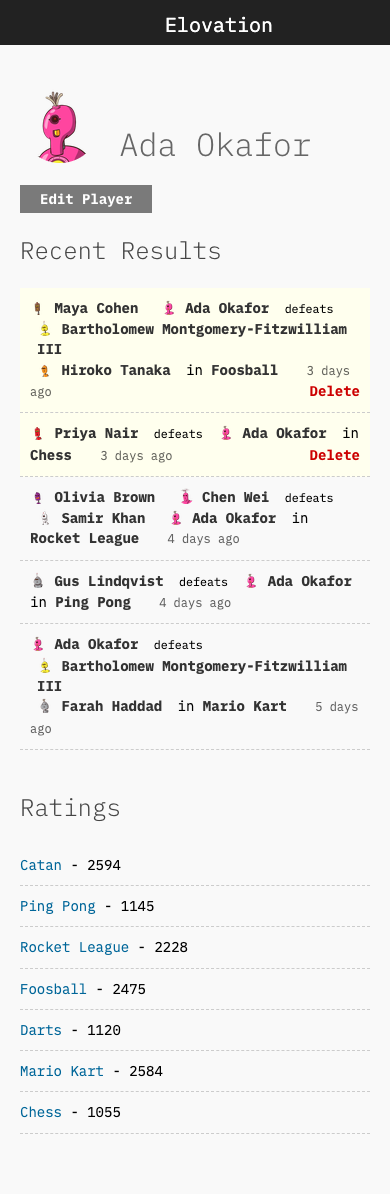 Elovation
Ada Okafor
Edit Player
Recent Results
Maya Cohen Ada Okafor defeats
Bartholomew Montgomery-Fitzwilliam
III
Hiroko Tanaka in Foosball 3 days
ago Delete
Priya Nair defeats Ada Okafor in
Chess 3 days ago Delete
Olivia Brown Chen Wei defeats
Samir Khan Ada Okafor in
Rocket League 4 days ago
Gus Lindqvist defeats Ada Okafor
in Ping Pong 4 days ago
Ada Okafor defeats
Bartholomew Montgomery-Fitzwilliam
III
Farah Haddad in Mario Kart 5 days
ago
Ratings
Catan - 2594
Ping Pong - 1145
Rocket League - 2228
Foosball - 2475
Darts - 1120
Mario Kart - 2584
Chess - 1055